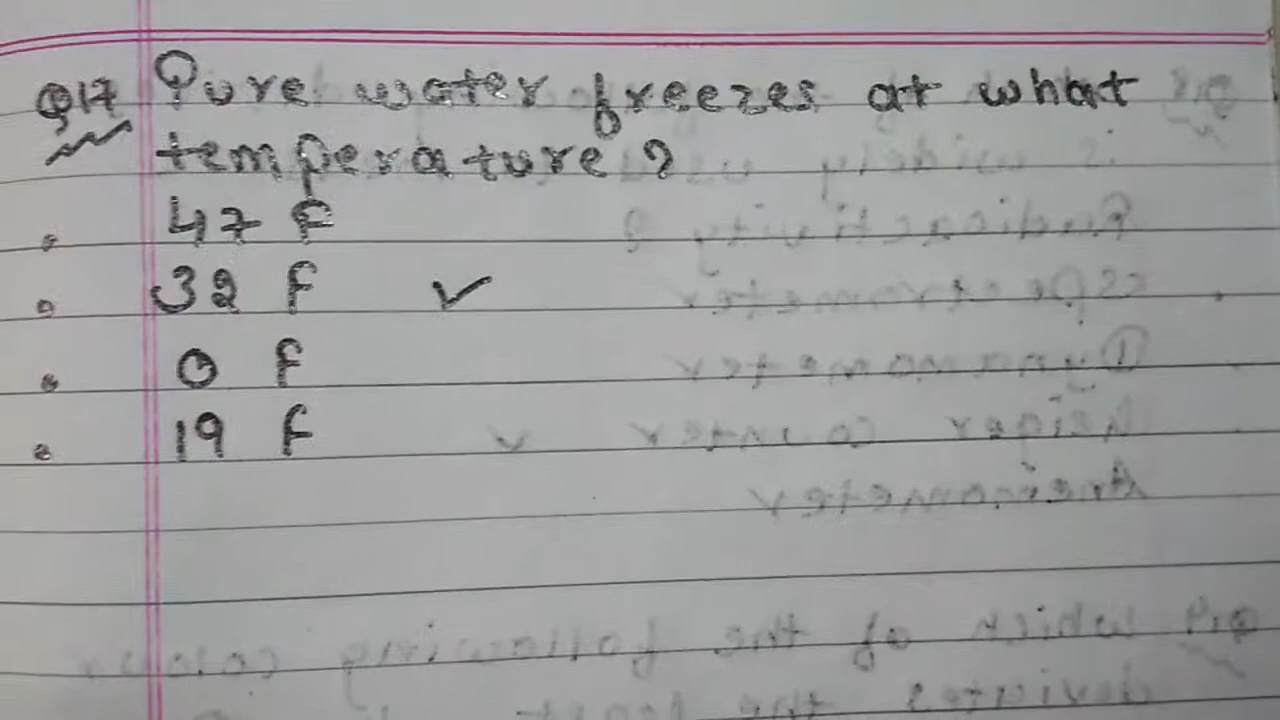 Q17 Pure water freezes at what
temperature?
47 F
32 F ✓
0 F
19 F